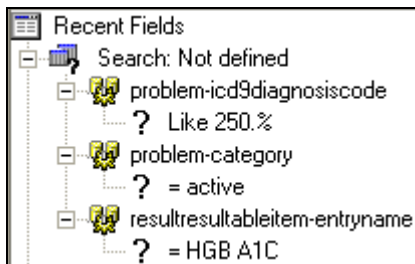 Recent Fields
Search: Not defined
problem-icd9diagnosiscode
? Like 250.%
problem-category
? = active
resultresultableitem-entryname
? = HGB A1C